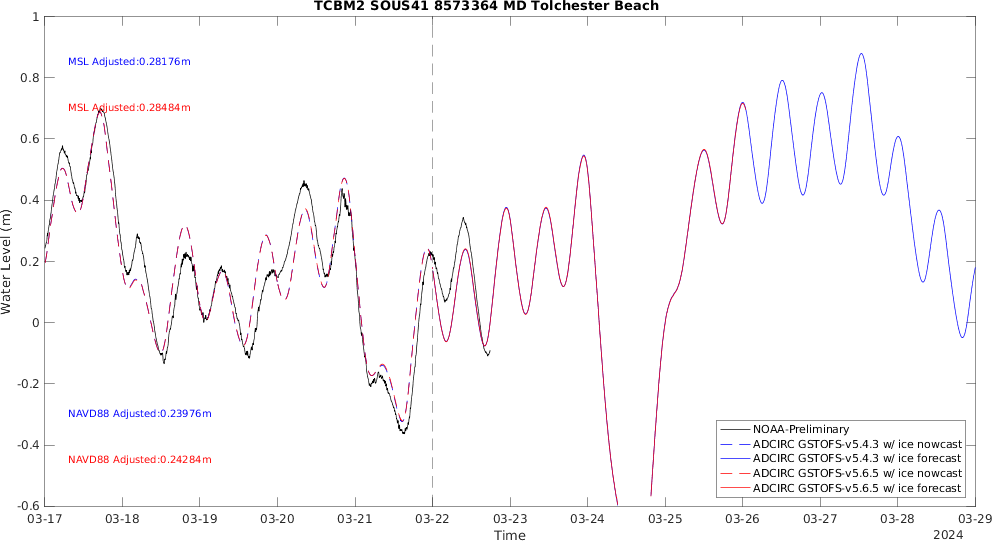 TCBM2 SOUS41 8573364 MD Tolchester Beach
1
0.8
0.6
0.4
0.2
0
-0.2
-0.4
-0.6
Water Level (m)
MSL Adjusted:0.28176m
MSL Adjusted:0.28484m
NAVD88 Adjusted:0.23976m
NAVD88 Adjusted:0.24284m
NOAA-Preliminary
ADCIRC GSTOFS-v5.4.3 w/ ice nowcast
ADCIRC GSTOFS-v5.4.3 w/ ice forecast
ADCIRC GSTOFS-v5.6.5 w/ ice nowcast
ADCIRC GSTOFS-v5.6.5 w/ ice forecast
03-17 03-18 03-19 03-20 03-21 03-22 03-23 03-24 03-25 03-26 03-27 03-28 03-29
Time
2024